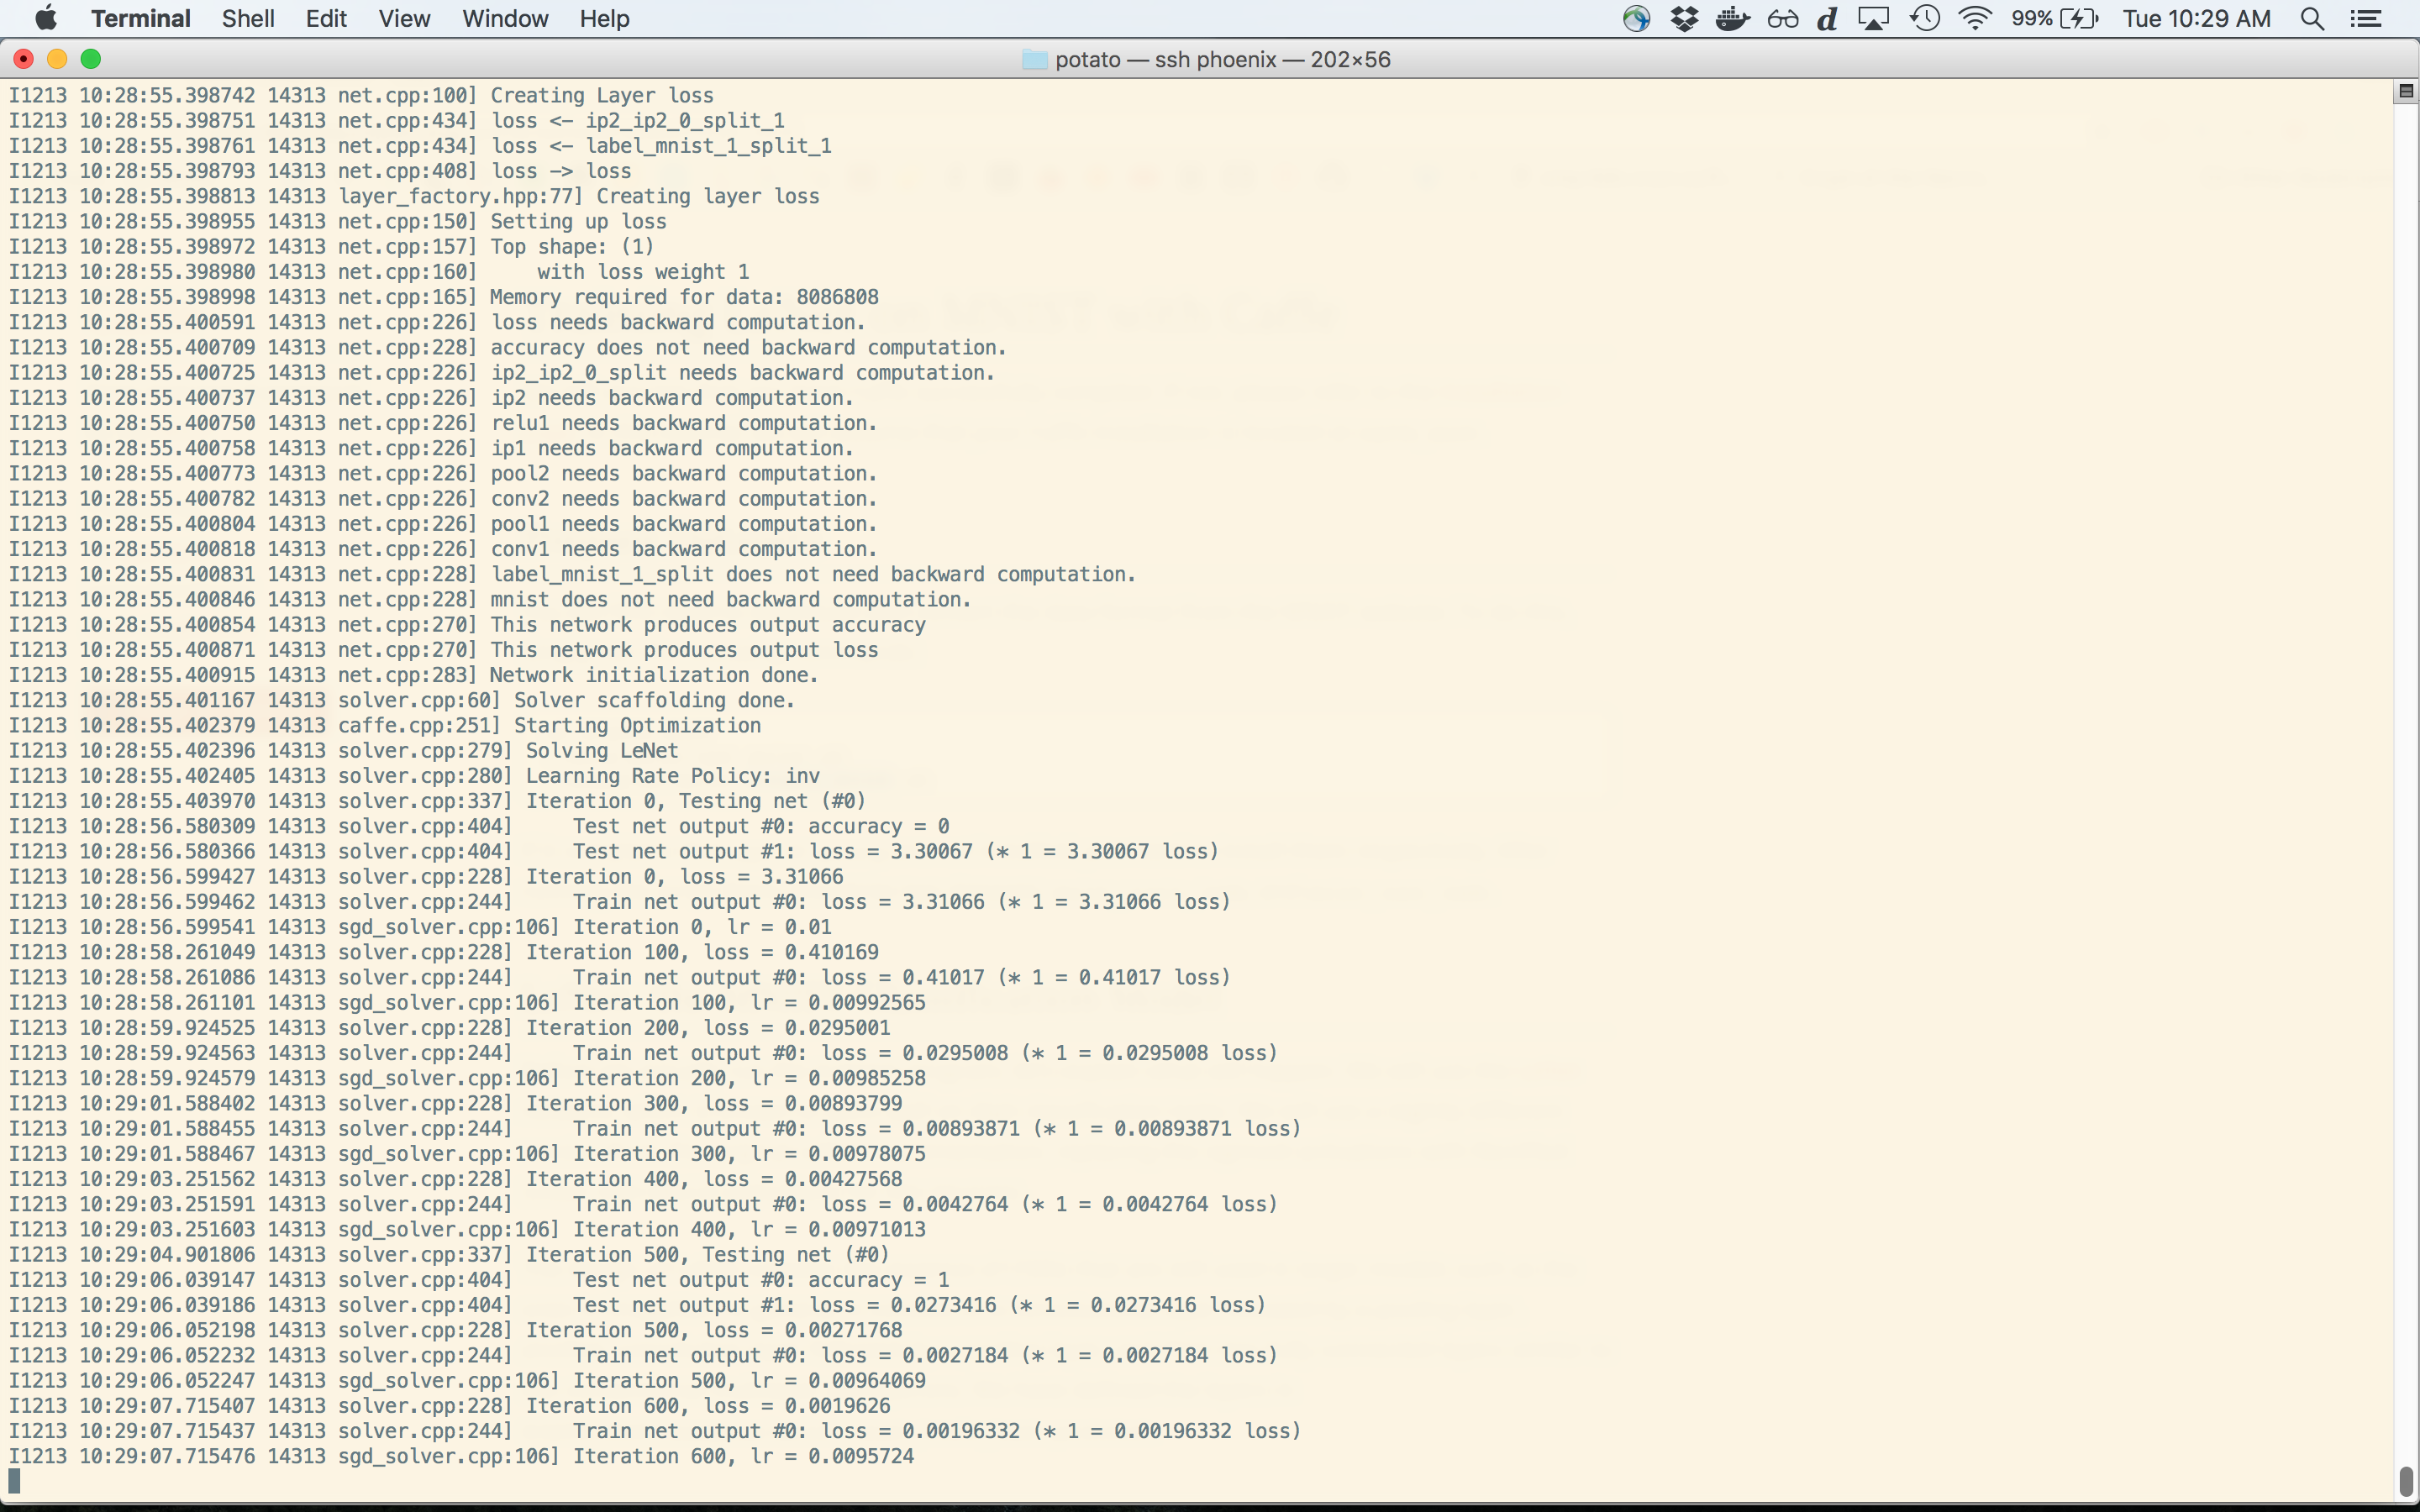 Terminal Shell Edit View Window Help 99% Tue 10:29 AM
potato — ssh phoenix — 202×56
I1213 10:28:55.398742 14313 net.cpp:100] Creating Layer loss
I1213 10:28:55.398751 14313 net.cpp:434] loss <- ip2_ip2_0_split_1
I1213 10:28:55.398761 14313 net.cpp:434] loss <- label_mnist_1_split_1
I1213 10:28:55.398793 14313 net.cpp:408] loss -> loss
I1213 10:28:55.398813 14313 layer_factory.hpp:77] Creating layer loss
I1213 10:28:55.398955 14313 net.cpp:150] Setting up loss
I1213 10:28:55.398972 14313 net.cpp:157] Top shape: (1)
I1213 10:28:55.398980 14313 net.cpp:160]     with loss weight 1
I1213 10:28:55.398998 14313 net.cpp:165] Memory required for data: 8086808
I1213 10:28:55.400591 14313 net.cpp:226] loss needs backward computation.
I1213 10:28:55.400709 14313 net.cpp:228] accuracy does not need backward computation.
I1213 10:28:55.400725 14313 net.cpp:226] ip2_ip2_0_split needs backward computation.
I1213 10:28:55.400737 14313 net.cpp:226] ip2 needs backward computation.
I1213 10:28:55.400750 14313 net.cpp:226] relu1 needs backward computation.
I1213 10:28:55.400758 14313 net.cpp:226] ip1 needs backward computation.
I1213 10:28:55.400773 14313 net.cpp:226] pool2 needs backward computation.
I1213 10:28:55.400782 14313 net.cpp:226] conv2 needs backward computation.
I1213 10:28:55.400804 14313 net.cpp:226] pool1 needs backward computation.
I1213 10:28:55.400818 14313 net.cpp:226] conv1 needs backward computation.
I1213 10:28:55.400831 14313 net.cpp:228] label_mnist_1_split does not need backward computation.
I1213 10:28:55.400846 14313 net.cpp:228] mnist does not need backward computation.
I1213 10:28:55.400854 14313 net.cpp:270] This network produces output accuracy
I1213 10:28:55.400871 14313 net.cpp:270] This network produces output loss
I1213 10:28:55.400915 14313 net.cpp:283] Network initialization done.
I1213 10:28:55.401167 14313 solver.cpp:60] Solver scaffolding done.
I1213 10:28:55.402379 14313 caffe.cpp:251] Starting Optimization
I1213 10:28:55.402396 14313 solver.cpp:279] Solving LeNet
I1213 10:28:55.402405 14313 solver.cpp:280] Learning Rate Policy: inv
I1213 10:28:55.403970 14313 solver.cpp:337] Iteration 0, Testing net (#0)
I1213 10:28:56.580309 14313 solver.cpp:404]     Test net output #0: accuracy = 0
I1213 10:28:56.580366 14313 solver.cpp:404]     Test net output #1: loss = 3.30067 (* 1 = 3.30067 loss)
I1213 10:28:56.599427 14313 solver.cpp:228] Iteration 0, loss = 3.31066
I1213 10:28:56.599462 14313 solver.cpp:244]     Train net output #0: loss = 3.31066 (* 1 = 3.31066 loss)
I1213 10:28:56.599541 14313 sgd_solver.cpp:106] Iteration 0, lr = 0.01
I1213 10:28:58.261049 14313 solver.cpp:228] Iteration 100, loss = 0.410169
I1213 10:28:58.261086 14313 solver.cpp:244]     Train net output #0: loss = 0.41017 (* 1 = 0.41017 loss)
I1213 10:28:58.261101 14313 sgd_solver.cpp:106] Iteration 100, lr = 0.00992565
I1213 10:28:59.924525 14313 solver.cpp:228] Iteration 200, loss = 0.0295001
I1213 10:28:59.924563 14313 solver.cpp:244]     Train net output #0: loss = 0.0295008 (* 1 = 0.0295008 loss)
I1213 10:28:59.924579 14313 sgd_solver.cpp:106] Iteration 200, lr = 0.00985258
I1213 10:29:01.588402 14313 solver.cpp:228] Iteration 300, loss = 0.00893799
I1213 10:29:01.588455 14313 solver.cpp:244]     Train net output #0: loss = 0.00893871 (* 1 = 0.00893871 loss)
I1213 10:29:01.588467 14313 sgd_solver.cpp:106] Iteration 300, lr = 0.00978075
I1213 10:29:03.251562 14313 solver.cpp:228] Iteration 400, loss = 0.00427568
I1213 10:29:03.251591 14313 solver.cpp:244]     Train net output #0: loss = 0.0042764 (* 1 = 0.0042764 loss)
I1213 10:29:03.251603 14313 sgd_solver.cpp:106] Iteration 400, lr = 0.00971013
I1213 10:29:04.901806 14313 solver.cpp:337] Iteration 500, Testing net (#0)
I1213 10:29:06.039147 14313 solver.cpp:404]     Test net output #0: accuracy = 1
I1213 10:29:06.039186 14313 solver.cpp:404]     Test net output #1: loss = 0.0273416 (* 1 = 0.0273416 loss)
I1213 10:29:06.052198 14313 solver.cpp:228] Iteration 500, loss = 0.00271768
I1213 10:29:06.052232 14313 solver.cpp:244]     Train net output #0: loss = 0.0027184 (* 1 = 0.0027184 loss)
I1213 10:29:06.052247 14313 sgd_solver.cpp:106] Iteration 500, lr = 0.00964069
I1213 10:29:07.715407 14313 solver.cpp:228] Iteration 600, loss = 0.0019626
I1213 10:29:07.715437 14313 solver.cpp:244]     Train net output #0: loss = 0.00196332 (* 1 = 0.00196332 loss)
I1213 10:29:07.715476 14313 sgd_solver.cpp:106] Iteration 600, lr = 0.0095724